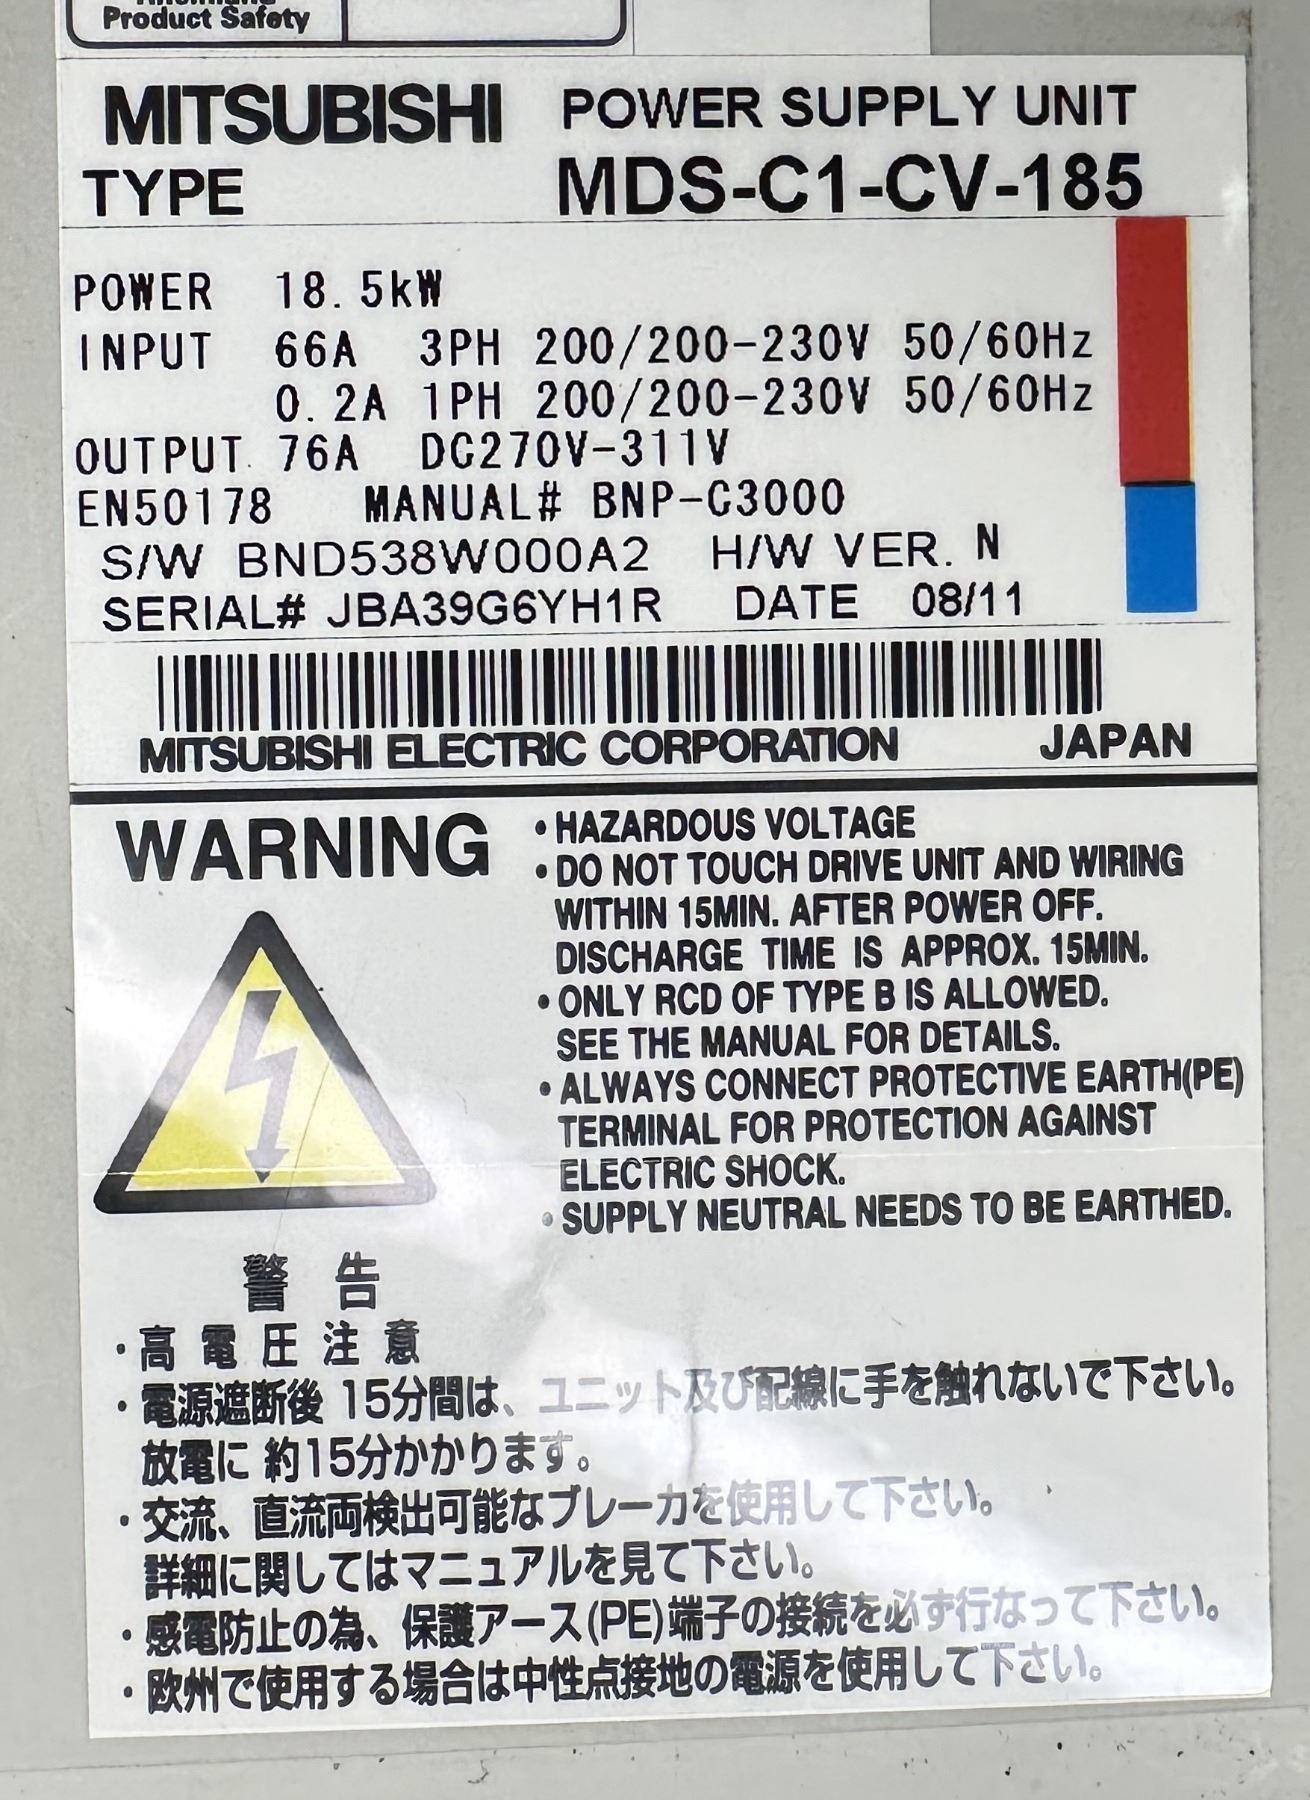 Product Safety
MITSUBISHI POWER SUPPLY UNIT
TYPE MDS-C1-CV-185
POWER 18.5kW
INPUT 66A 3PH 200/200-230V 50/60Hz
0.2A 1PH 200/200-230V 50/60Hz
OUTPUT 76A DC270V-311V
EN50178 MANUAL# BNP-C3000
S/W BND538W000A2 H/W VER. N
SERIAL# JBA39G6YH1R DATE 08/11
MITSUBISHI ELECTRIC CORPORATION JAPAN
WARNING
•HAZARDOUS VOLTAGE
•DO NOT TOUCH DRIVE UNIT AND WIRING
WITHIN 15MIN. AFTER POWER OFF.
DISCHARGE TIME IS APPROX. 15MIN.
•ONLY RCD OF TYPE B IS ALLOWED.
SEE THE MANUAL FOR DETAILS.
•ALWAYS CONNECT PROTECTIVE EARTH(PE)
TERMINAL FOR PROTECTION AGAINST
ELECTRIC SHOCK.
•SUPPLY NEUTRAL NEEDS TO BE EARTHED.
警 告
・高電圧注意
・電源遮断後 15分間は、ユニット及び配線に手を触れないで下さい。
放電に 約15分かかります。
・交流、直流両検出可能なブレーカを使用して下さい。
詳細に関してはマニュアルを見て下さい。
・感電防止の為、保護アース(PE)端子の接続を必ず行なって下さい。
・欧州で使用する場合は中性点接地の電源を使用して下さい。